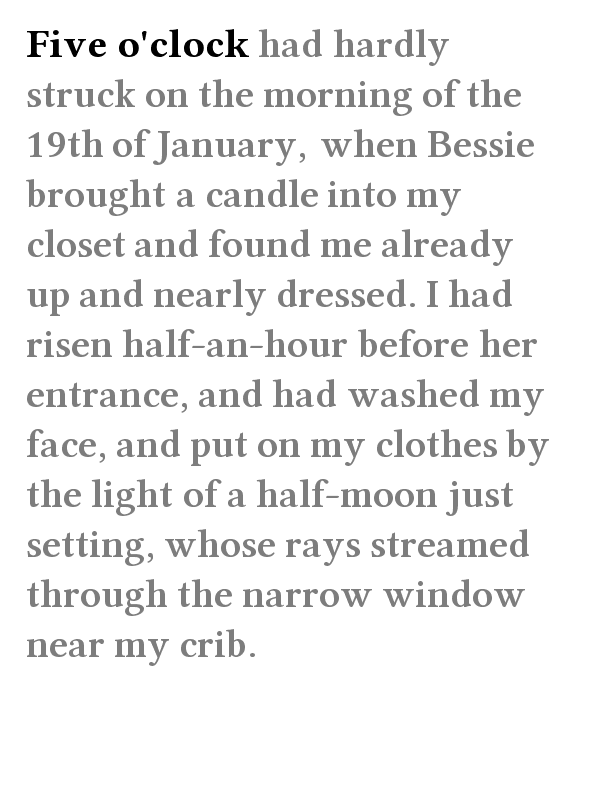 Five o'clock had hardly
struck on the morning of the
19th of January, when Bessie
brought a candle into my
closet and found me already
up and nearly dressed. I had
risen half-an-hour before her
entrance, and had washed my
face, and put on my clothes by
the light of a half-moon just
setting, whose rays streamed
through the narrow window
near my crib.